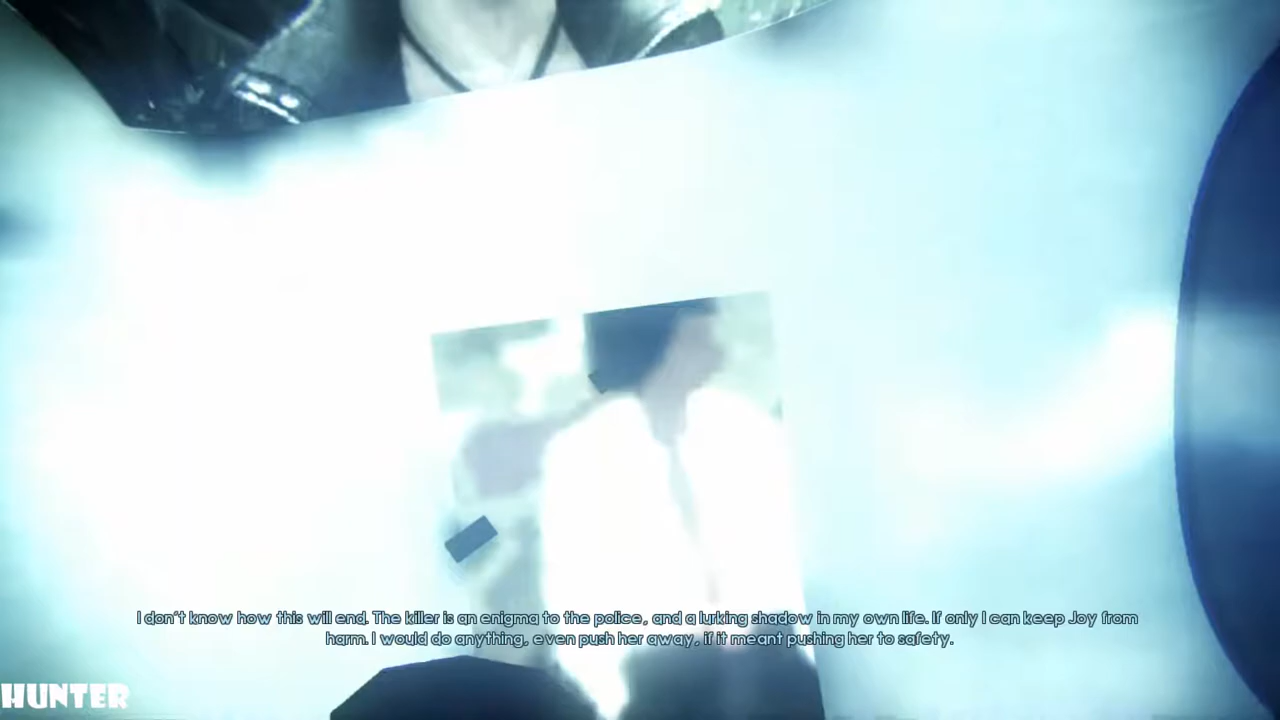 I don't know how this will end. The killer is an enigma to the police, and a lurking shadow in my own life. If only I can keep Joy from
harm. I would do anything, even push her away, if it meant pushing her to safety.
HUNTER